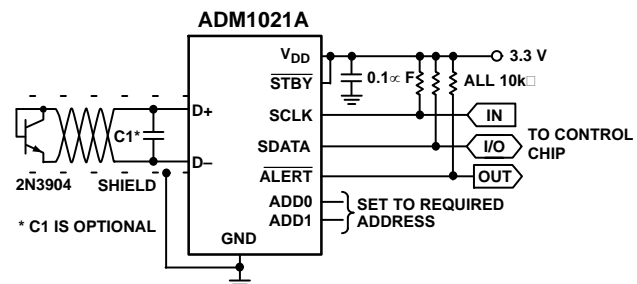 ADM1021A
VDD
STBY
SCLK
SDATA
ALERT
ADD0
ADD1
GND
D+
D–
C1*
2N3904
SHIELD
* C1 IS OPTIONAL
0.1∝ F
3.3 V
ALL 10k□
IN
I/O
OUT
TO CONTROL
CHIP
SET TO REQUIRED
ADDRESS